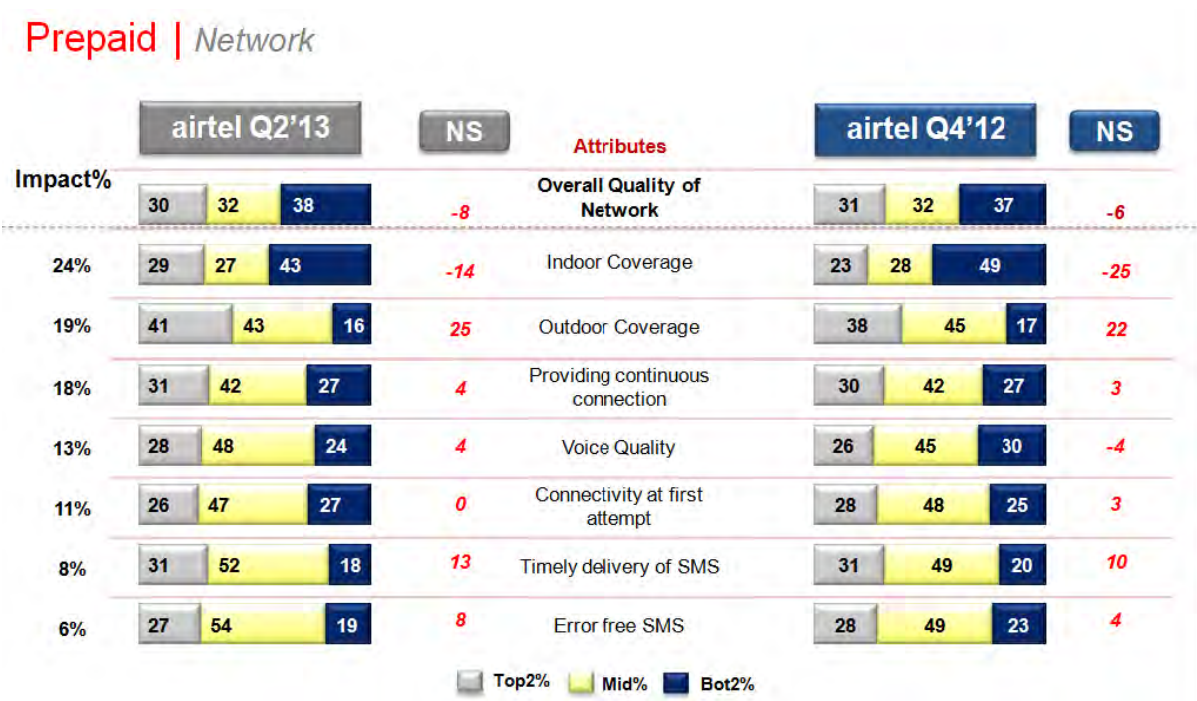 Prepaid | Network
airtel Q2'13 NS Attributes airtel Q4'12 NS
Impact%
30 32 38 -8 Overall Quality of
Network 31 32 37 -6
24% 29 27 43 -14 Indoor Coverage 23 28 49 -25
19% 41 43 16 25 Outdoor Coverage 38 45 17 22
18% 31 42 27 4 Providing continuous
connection 30 42 27 3
13% 28 48 24 4 Voice Quality 26 45 30 -4
11% 26 47 27 0 Connectivity at first
attempt 28 48 25 3
8% 31 52 18 13 Timely delivery of SMS 31 49 20 10
6% 27 54 19 8 Error free SMS 28 49 23 4
Top2% Mid% Bot2%